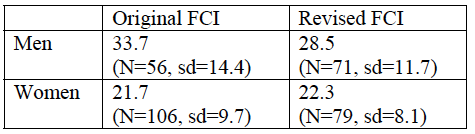 Original FCI Revised FCI
Men 33.7 28.5
(N=56, sd=14.4) (N=71, sd=11.7)
Women 21.7 22.3
(N=106, sd=9.7) (N=79, sd=8.1)